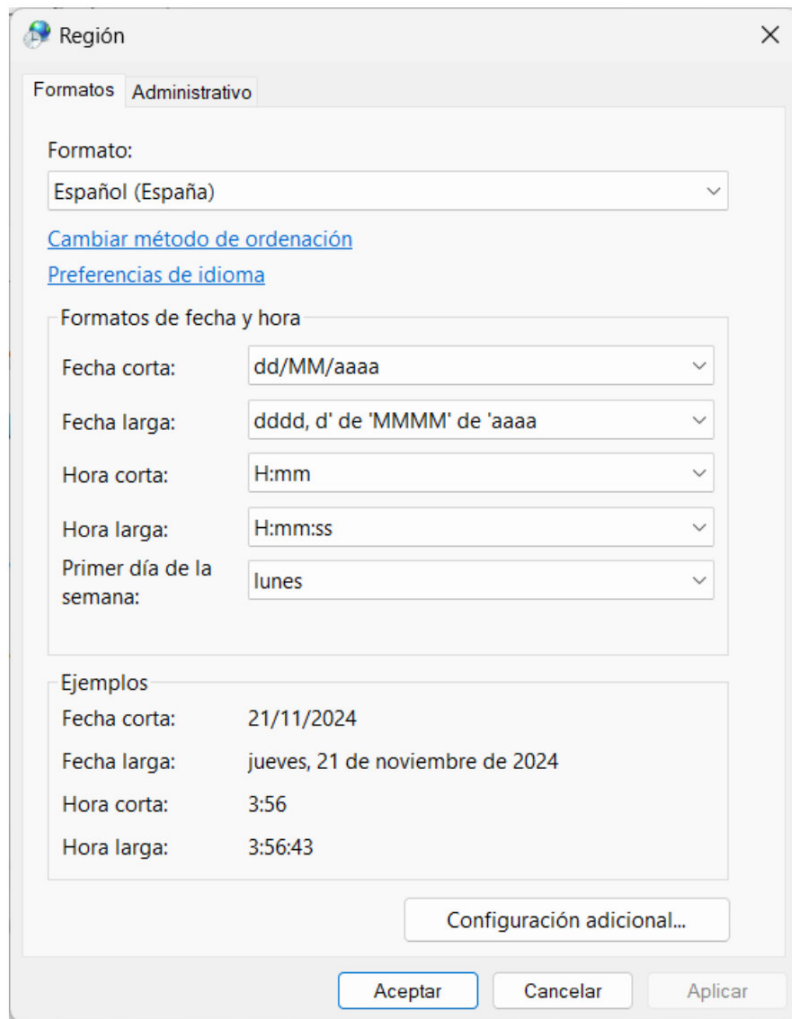 Región
Formatos
Administrativo
Formato:
Español (España)
Cambiar método de ordenación
Preferencias de idioma
Formatos de fecha y hora
Fecha corta: dd/MM/aaaa
Fecha larga: dddd, d' de 'MMMM' de 'aaaa
Hora corta: H:mm
Hora larga: H:mm:ss
Primer día de la
semana: lunes
Ejemplos
Fecha corta: 21/11/2024
Fecha larga: jueves, 21 de noviembre de 2024
Hora corta: 3:56
Hora larga: 3:56:43
Configuración adicional...
Aceptar
Cancelar
Aplicar